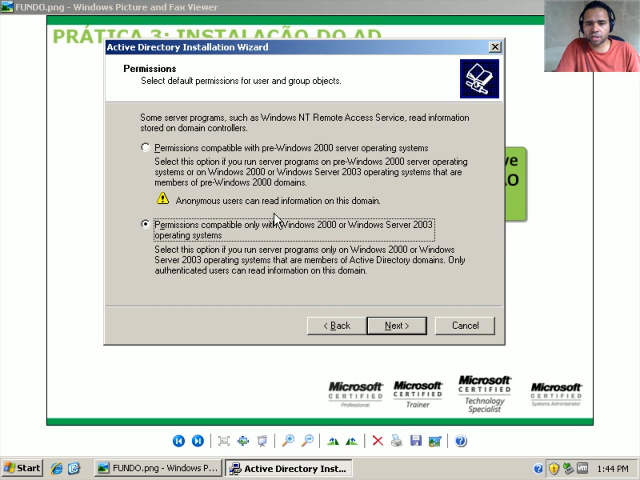 FUNDO.png - Windows Picture and Fax Viewer
PRÁTICA 3: INSTALAÇÃO DO AD
Active Directory Installation Wizard
Permissions
Select default permissions for user and group objects.
Some server programs, such as Windows NT Remote Access Service, read information
stored on domain controllers.
Permissions compatible with pre-Windows 2000 server operating systems
Select this option if you run server programs on pre-Windows 2000 server operating
systems or on Windows 2000 or Windows Server 2003 operating systems that are
members of pre-Windows 2000 domains.
Anonymous users can read information on this domain.
Permissions compatible only with Windows 2000 or Windows Server 2003
operating systems
Select this option if you run server programs only on Windows 2000 or Windows
Server 2003 operating systems that are members of Active Directory domains. Only
authenticated users can read information on this domain.
< Back Next > Cancel
ve
ÃO
Microsoft CERTIFIED Professional
Microsoft CERTIFIED Trainer
Microsoft CERTIFIED Technology Specialist
Microsoft CERTIFIED Systems Administrator
Start FUNDO.png - Windows P... Active Directory Inst... 1:44 PM